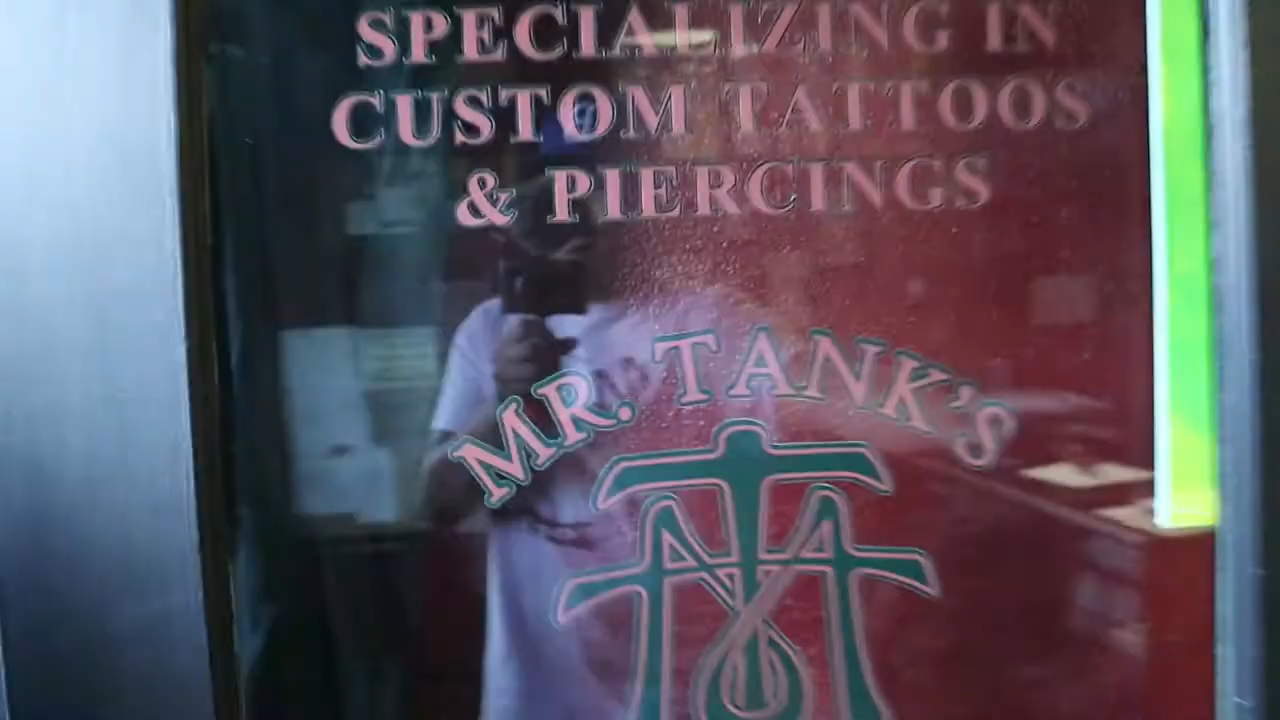 SPECIALIZING IN
CUSTOM TATTOOS
& PIERCINGS
MR. TANK'S